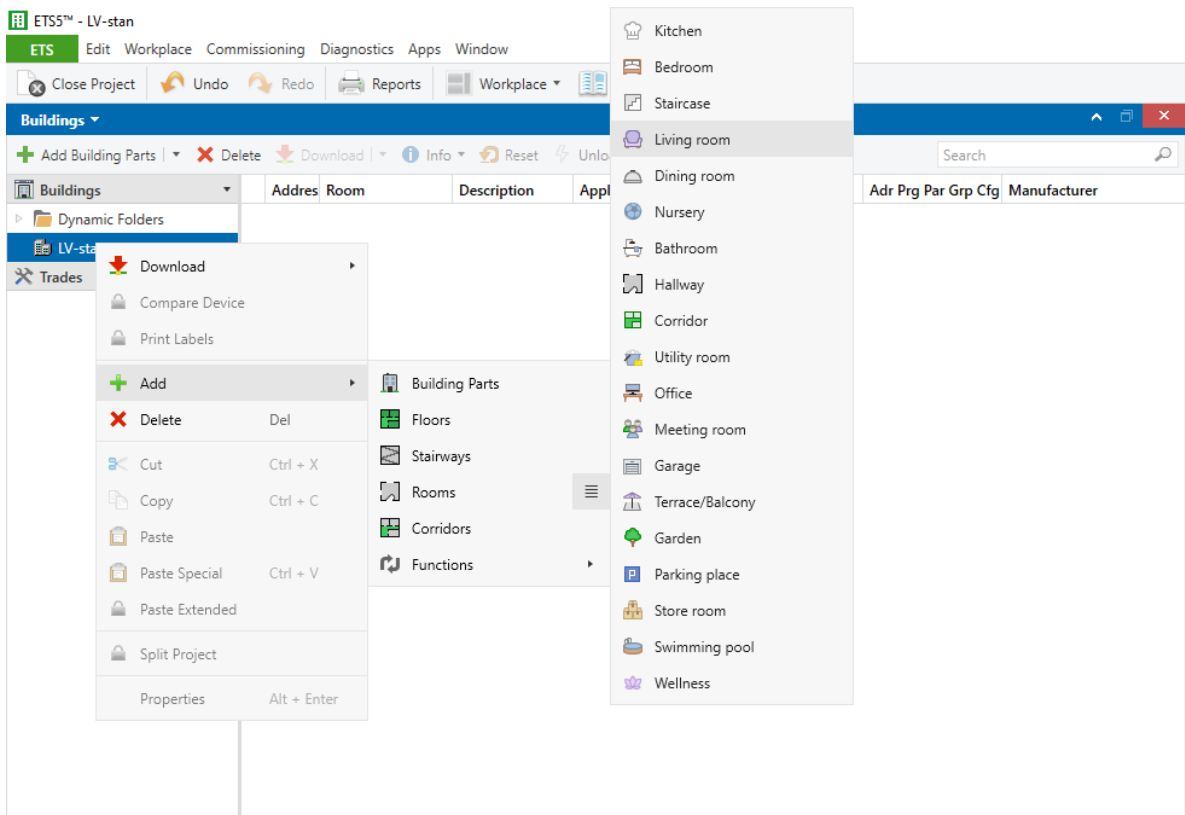 ETS5™ - LV-stan
ETS Edit Workplace Commissioning Diagnostics Apps Window
Close Project Undo Redo Reports Workplace
Buildings
Add Building Parts Delete Download Info Reset Unlo
Search
Buildings Addres Room Description Appl Adr Prg Par Grp Cfg Manufacturer
Dynamic Folders
LV-sta
Trades
Download
Compare Device
Print Labels
Add
Delete Del
Cut Ctrl + X
Copy Ctrl + C
Paste
Paste Special Ctrl + V
Paste Extended
Split Project
Properties Alt + Enter
Building Parts
Floors
Stairways
Rooms
Corridors
Functions
Kitchen
Bedroom
Staircase
Living room
Dining room
Nursery
Bathroom
Hallway
Corridor
Utility room
Office
Meeting room
Garage
Terrace/Balcony
Garden
P Parking place
Store room
Swimming pool
Wellness